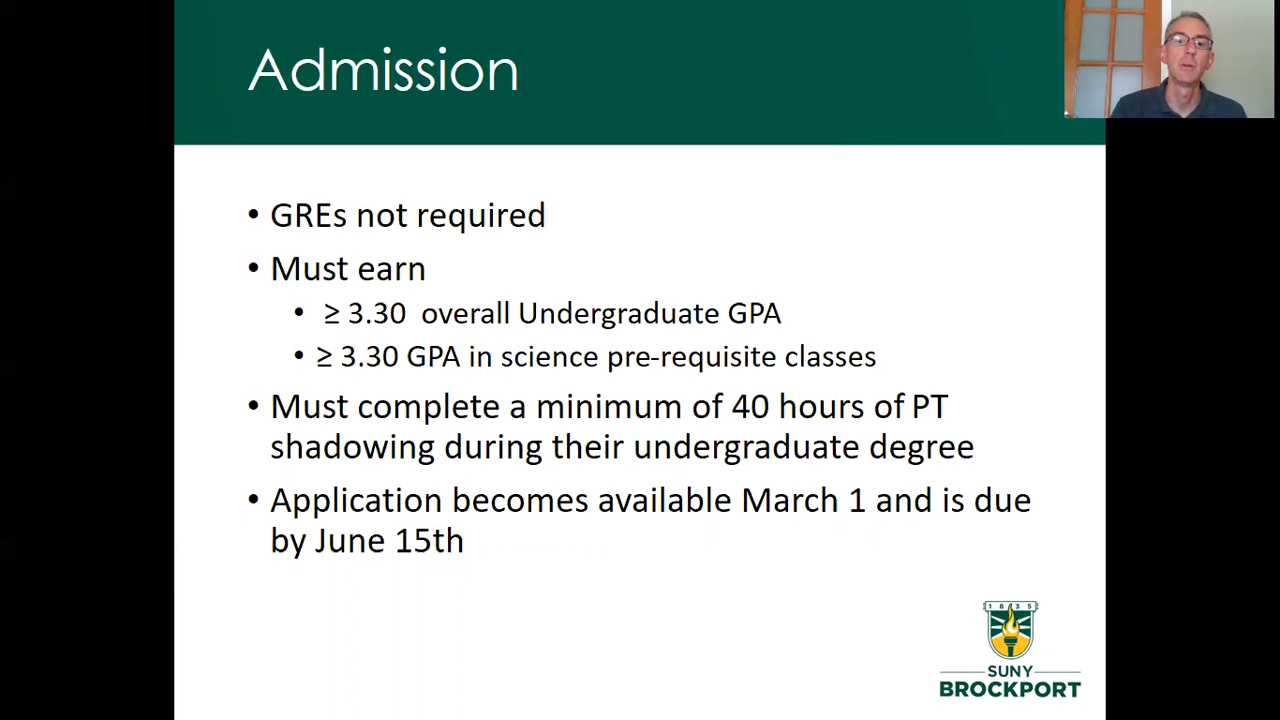 Admission
• GREs not required
• Must earn
• ≥ 3.30 overall Undergraduate GPA
• ≥ 3.30 GPA in science pre-requisite classes
• Must complete a minimum of 40 hours of PT
shadowing during their undergraduate degree
• Application becomes available March 1 and is due
by June 15th
1835
SUNY
BROCKPORT